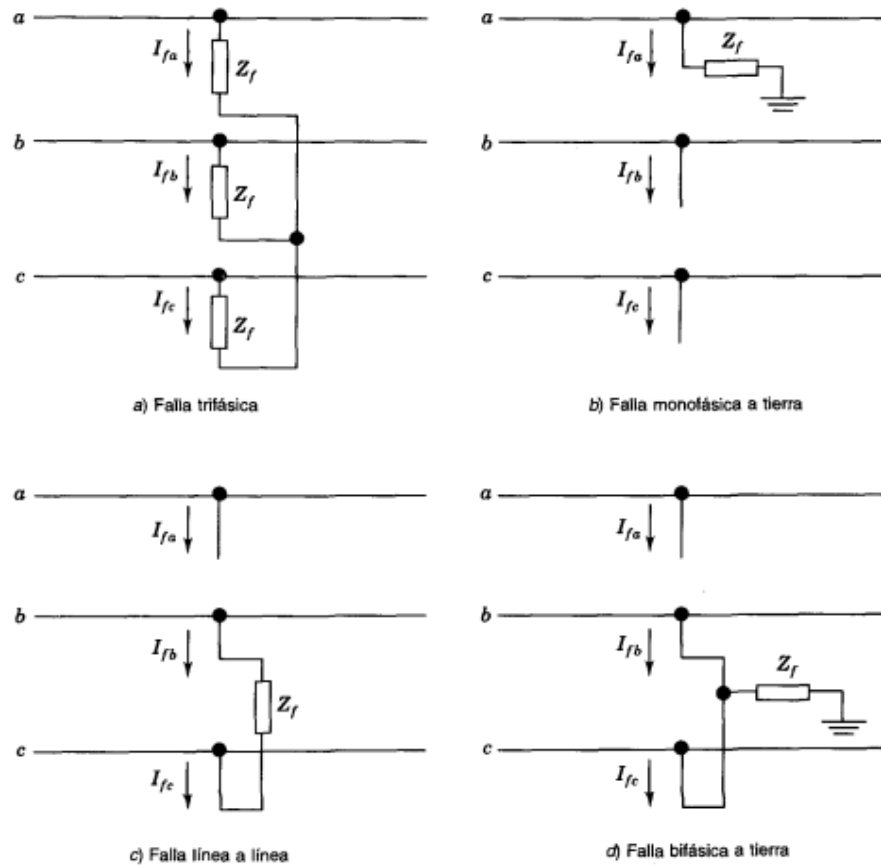 a
I_fa
Z_f
b
I_fb
Z_f
c
I_fc
Z_f
a) Falla trifásica
a
I_fa
Z_f
b
I_fb
c
I_fc
b) Falla monofásica a tierra
a
I_fa
b
I_fb
Z_f
c
I_fc
c) Falla línea a línea
a
I_fa
b
I_fb
Z_f
c
I_fc
d) Falla bifásica a tierra